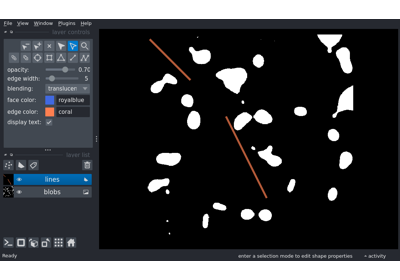 File View Window Plugins Help
layer controls
opacity: 0.70
edge width: 5
blending: translucen
face color: royalblue
edge color: coral
display text:
layer list
lines
blobs
Ready enter a selection mode to edit shape properties activity